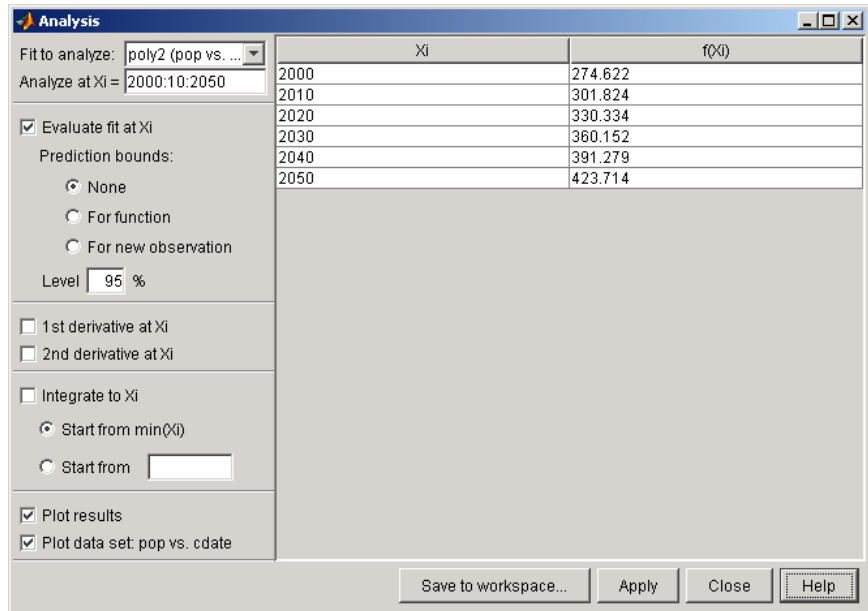 Analysis
Fit to analyze: poly2 (pop vs. ...
Analyze at Xi = 2000:10:2050
Evaluate fit at Xi
Prediction bounds:
None
For function
For new observation
Level 95 %
1st derivative at Xi
2nd derivative at Xi
Integrate to Xi
Start from min(Xi)
Start from
Plot results
Plot data set: pop vs. cdate
Xi f(Xi)
2000 274.622
2010 301.824
2020 330.334
2030 360.152
2040 391.279
2050 423.714
Save to workspace... Apply Close Help